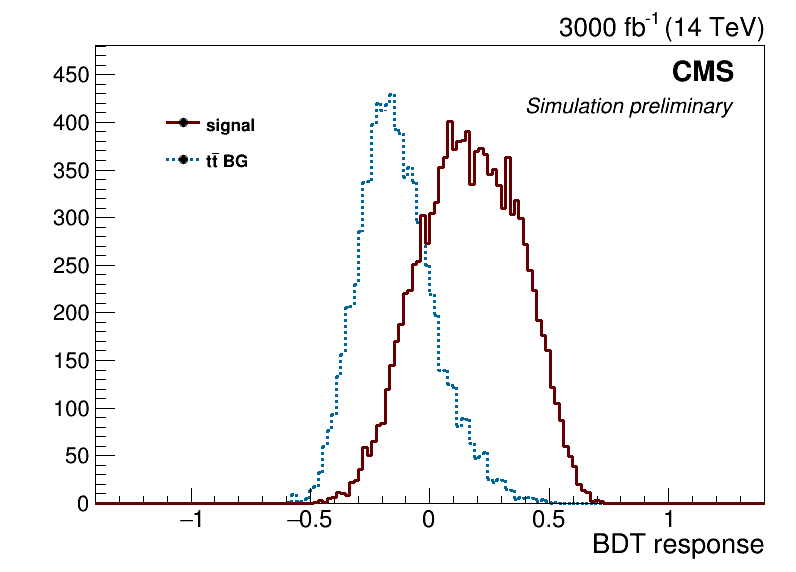 3000 fb⁻¹ (14 TeV)
CMS
Simulation preliminary
signal
tt̄ BG
450
400
350
300
250
200
150
100
50
0
−1
−0.5
0
0.5
1
BDT response